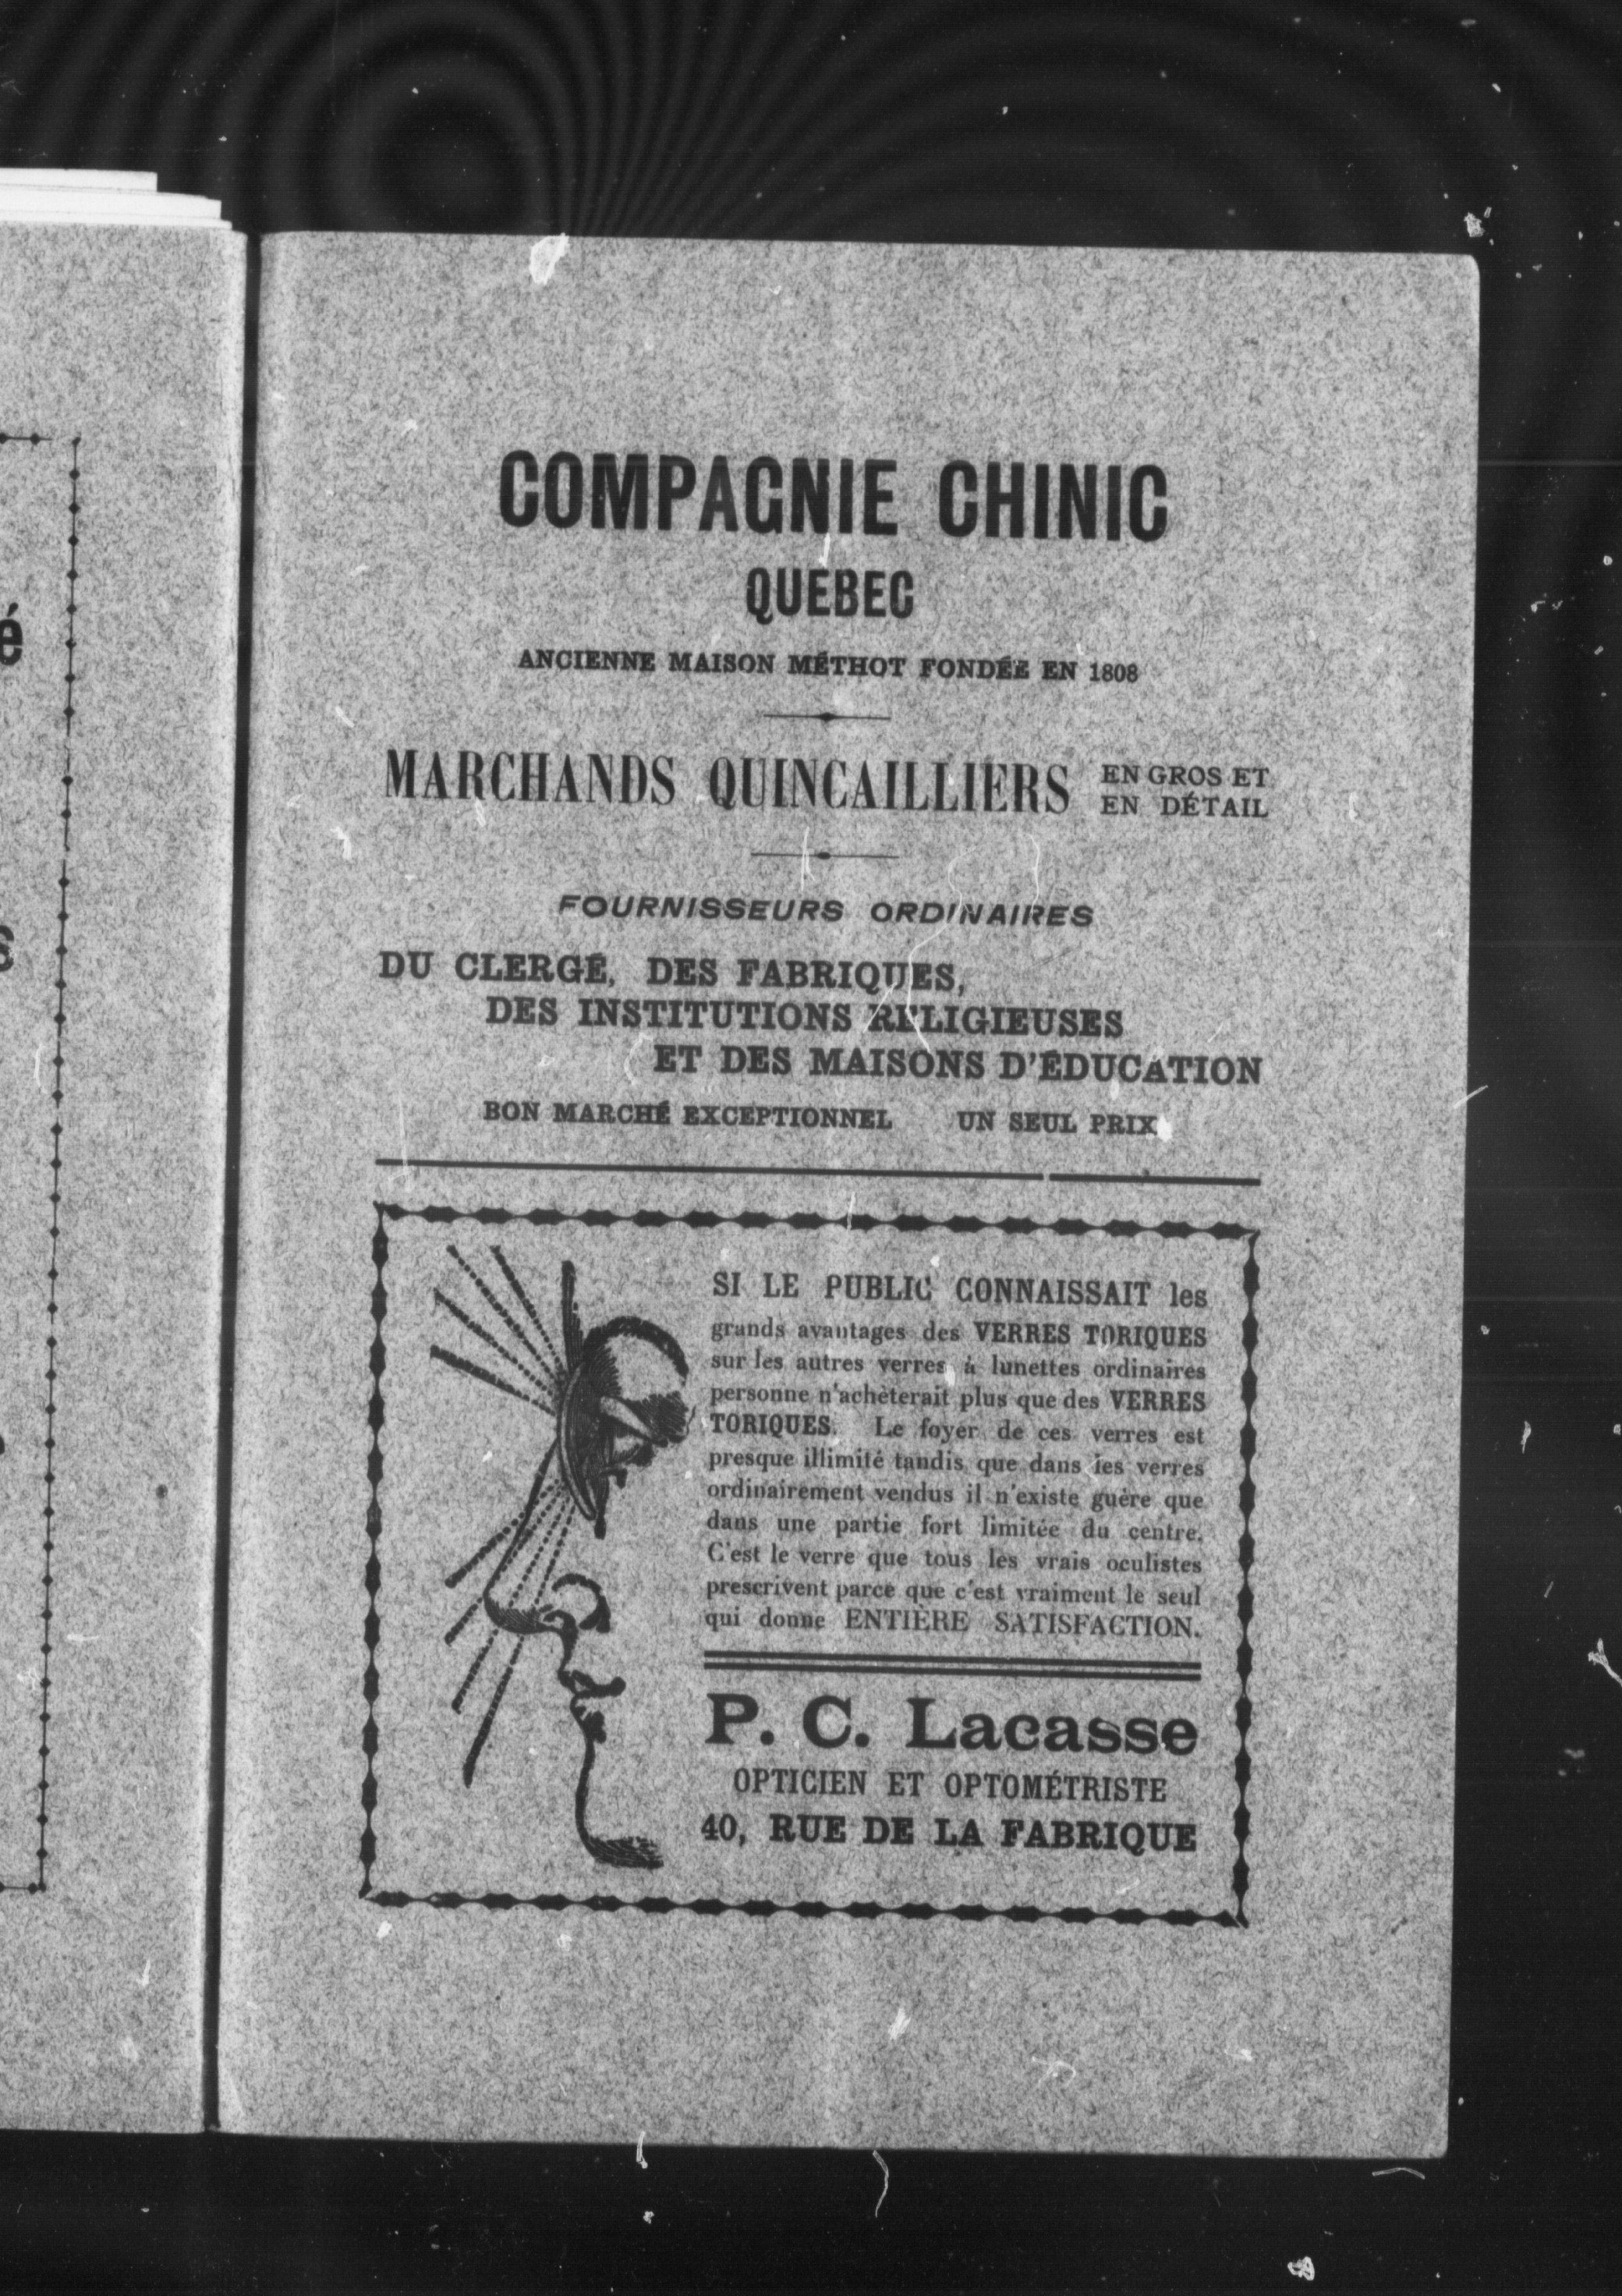 COMPAGNIE CHINIC
QUEBEC
ANCIENNE MAISON MÉTHOT FONDÉE EN 1808
MARCHANDS QUINCAILLIERS EN GROS ET
EN DÉTAIL
FOURNISSEURS ORDINAIRES
DU CLERGÉ, DES FABRIQUES,
DES INSTITUTIONS RELIGIEUSES
ET DES MAISONS D'ÉDUCATION
BON MARCHÉ EXCEPTIONNEL UN SEUL PRIX
SI LE PUBLIC CONNAISSAIT les
grands avantages des VERRES TORIQUES
sur les autres verres à lunettes ordinaires
personne n'achèterait plus que des VERRES
TORIQUES. Le foyer de ces verres est
presque illimité tandis que dans les verres
ordinairement vendus il n'existe guère que
dans une partie fort limitée du centre.
C'est le verre que tous les vrais oculistes
prescrivent parce que c'est vraiment le seul
qui donne ENTIÈRE SATISFACTION.
P. C. Lacasse
OPTICIEN ET OPTOMÉTRISTE
40, RUE DE LA FABRIQUE